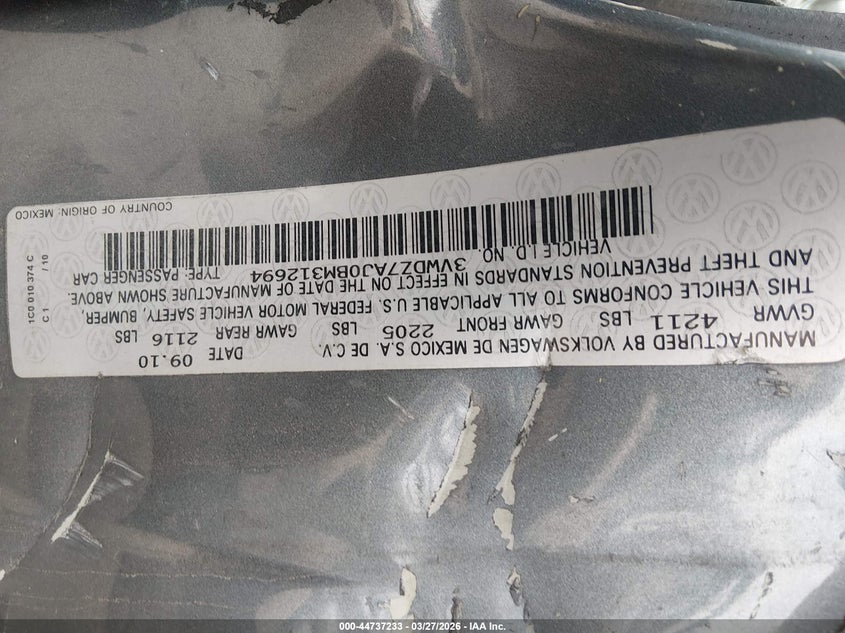 MANUFACTURED BY VOLKSWAGEN DE MEXICO S.A. DE C.V. DATE 09.10
GVWR 4211 LBS GAWR FRONT 2205 LBS GAWR REAR 2116 LBS
THIS VEHICLE CONFORMS TO ALL APPLICABLE U.S. FEDERAL MOTOR VEHICLE SAFETY, BUMPER,
AND THEFT PREVENTION STANDARDS IN EFFECT ON THE DATE OF MANUFACTURE SHOWN ABOVE.
VEHICLE I.D. NO. 3VWDZ7AJ0BM312694 TYPE: PASSENGER CAR
COUNTRY OF ORIGIN: MEXICO
1C0 010 374 C
C1 / 10
000-44737233 | 03/27/2026 | IAA Inc.